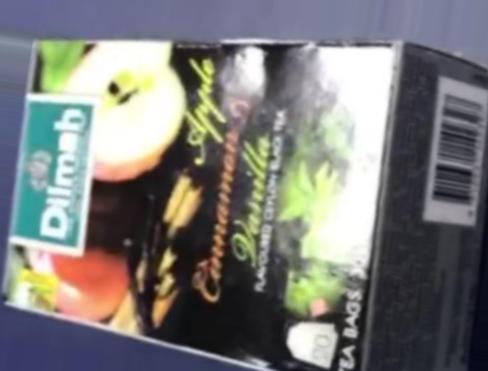 Dilmah
Apple
Cinnamon
Vanilla
FLAVOURED CEYLON BLACK TEA
20
TEA BAGS